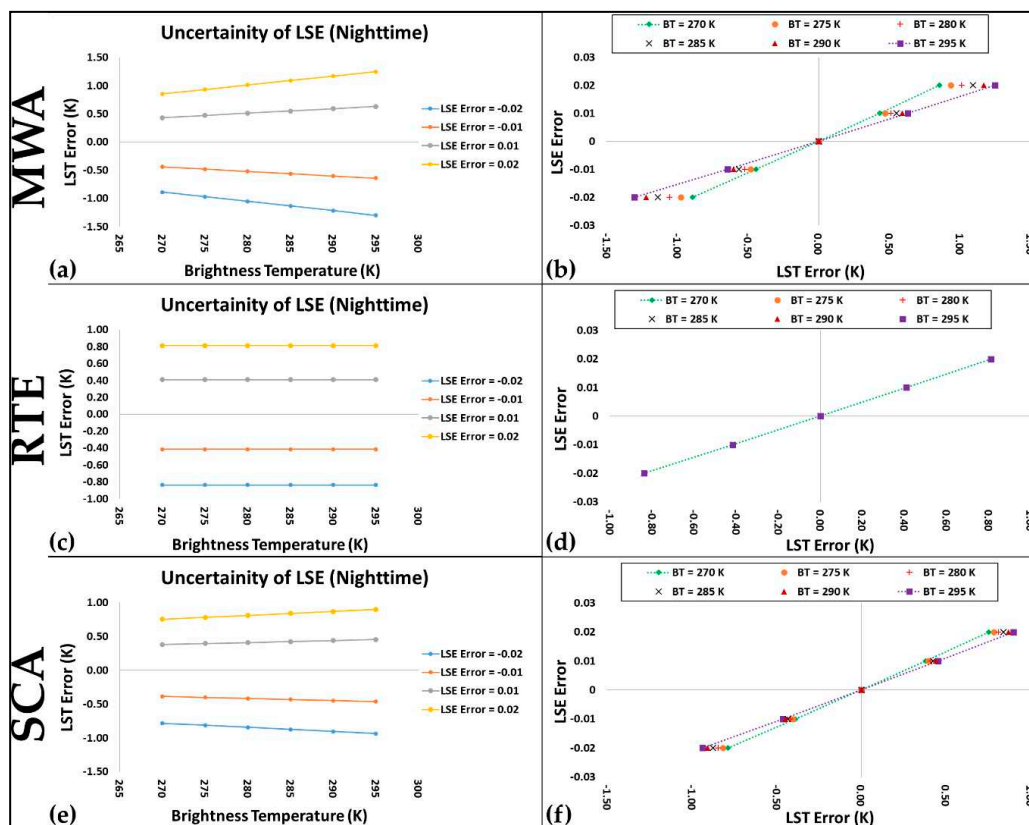 MWA
Uncertainity of LSE (Nighttime)
LST Error (K)
1.50
1.00
0.50
0.00
-0.50
-1.00
-1.50
265
270
275
280
285
290
295
300
Brightness Temperature (K)
LSE Error = -0.02
LSE Error = -0.01
LSE Error = 0.01
LSE Error = 0.02
(a)
BT = 270 K
BT = 275 K
BT = 280 K
BT = 285 K
BT = 290 K
BT = 295 K
LSE Error
0.03
0.02
0.01
0
-0.01
-0.02
-0.03
-1.50
-1.00
-0.50
0.00
0.50
1.00
1.50
LST Error (K)
(b)
RTE
Uncertainity of LSE (Nighttime)
LST Error (K)
1.00
0.80
0.60
0.40
0.20
0.00
-0.20
-0.40
-0.60
-0.80
-1.00
265
270
275
280
285
290
295
300
Brightness Temperature (K)
LSE Error = -0.02
LSE Error = -0.01
LSE Error = 0.01
LSE Error = 0.02
(c)
BT = 270 K
BT = 275 K
BT = 280 K
BT = 285 K
BT = 290 K
BT = 295 K
LSE Error
0.03
0.02
0.01
0
-0.01
-0.02
-0.03
-1.00
-0.80
-0.60
-0.40
-0.20
0.00
0.20
0.40
0.60
0.80
1.00
LST Error (K)
(d)
SCA
Uncertainity of LSE (Nighttime)
LST Error (K)
1.00
0.50
0.00
-0.50
-1.00
-1.50
265
270
275
280
285
290
295
300
Brightness Temperature (K)
LSE Error = -0.02
LSE Error = -0.01
LSE Error = 0.01
LSE Error = 0.02
(e)
BT = 270 K
BT = 275 K
BT = 280 K
BT = 285 K
BT = 290 K
BT = 295 K
LSE Error
0.03
0.02
0.01
0
-0.01
-0.02
-0.03
-1.00
-0.50
0.00
0.50
1.00
LST Error (K)
(f)